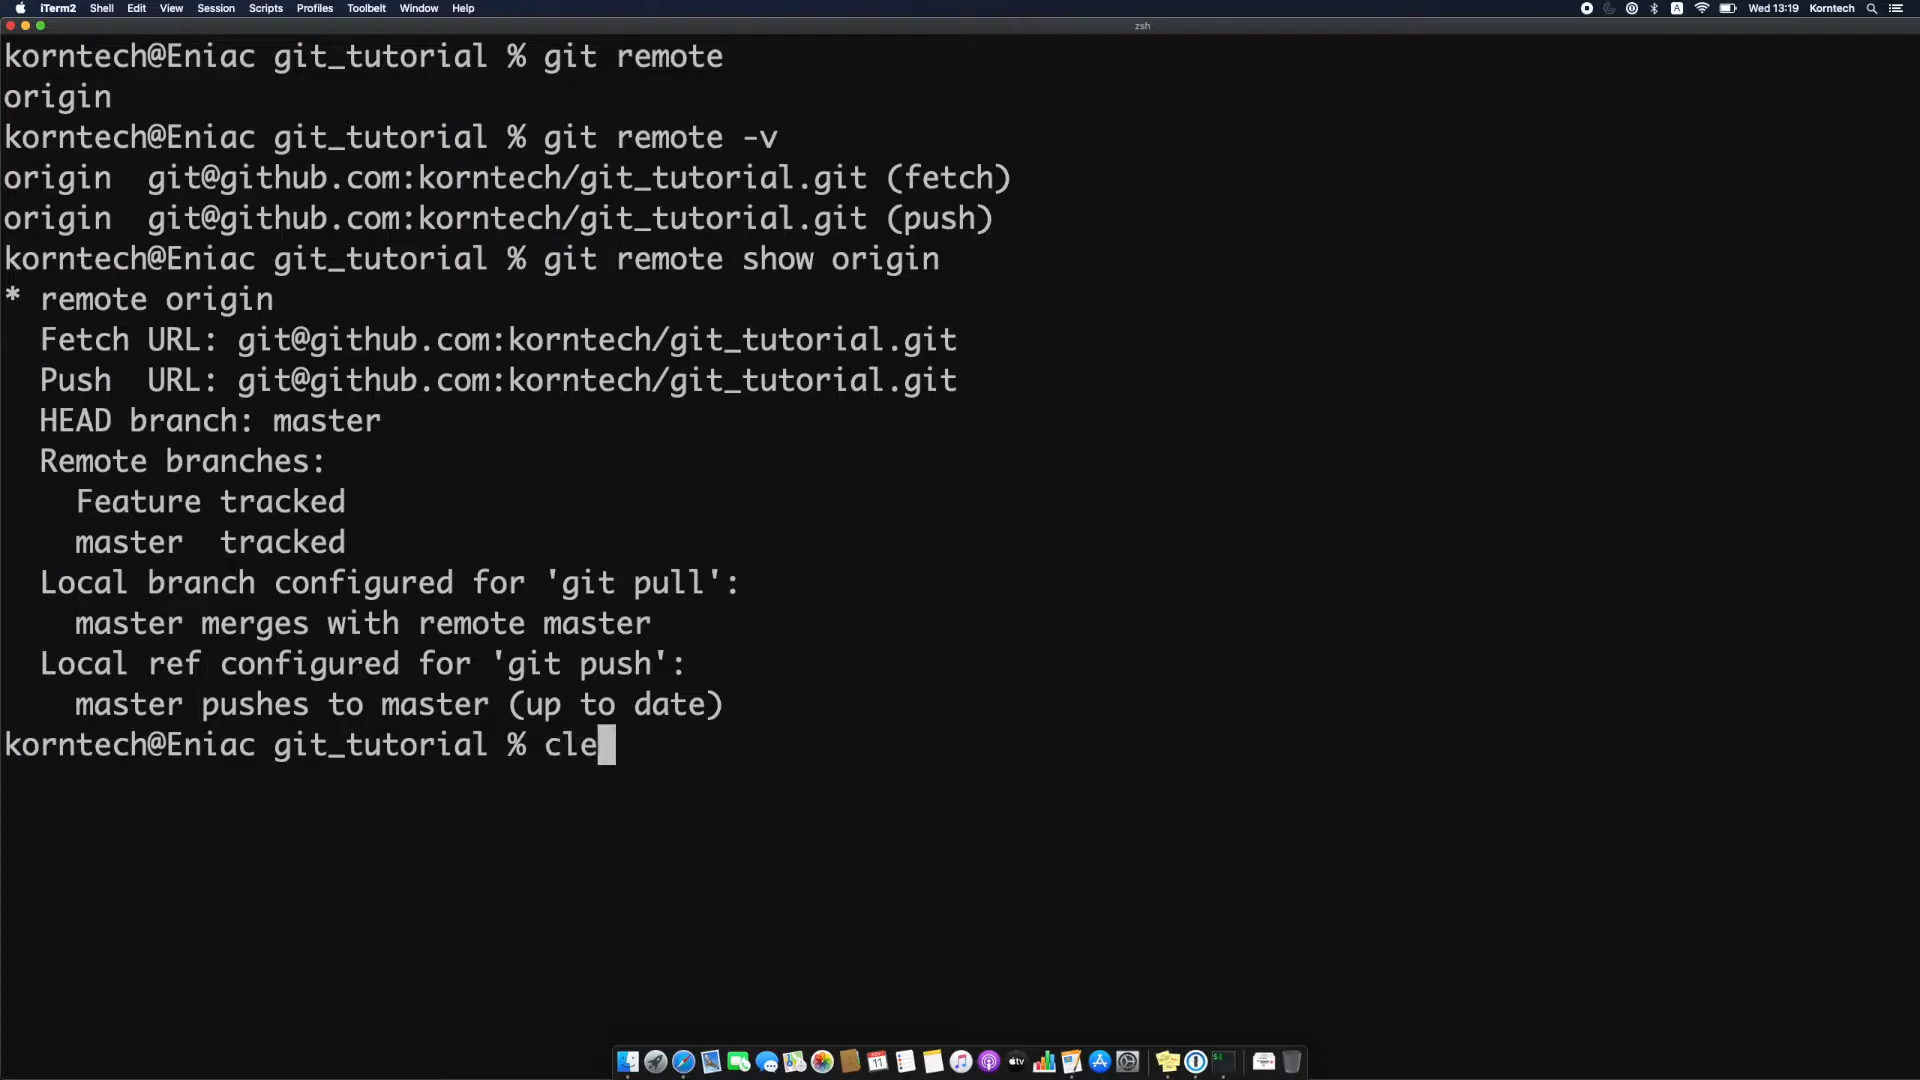 iTerm2 Shell Edit View Session Scripts Profiles Toolbelt Window Help Wed 13:19 Korntech
zsh
korntech@Eniac git_tutorial % git remote
origin
korntech@Eniac git_tutorial % git remote -v
origin  git@github.com:korntech/git_tutorial.git (fetch)
origin  git@github.com:korntech/git_tutorial.git (push)
korntech@Eniac git_tutorial % git remote show origin
* remote origin
  Fetch URL: git@github.com:korntech/git_tutorial.git
  Push  URL: git@github.com:korntech/git_tutorial.git
  HEAD branch: master
  Remote branches:
    Feature tracked
    master  tracked
  Local branch configured for 'git pull':
    master merges with remote master
  Local ref configured for 'git push':
    master pushes to master (up to date)
korntech@Eniac git_tutorial % cle